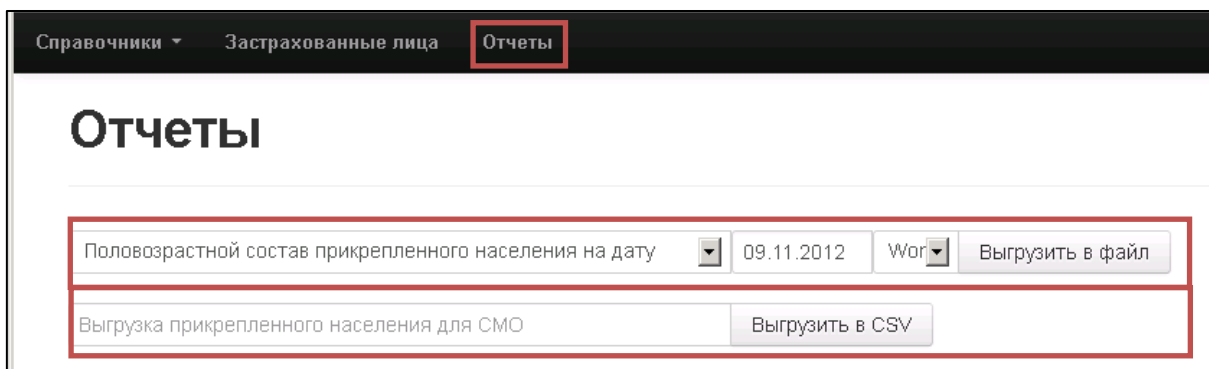 Справочники Застрахованные лица Отчеты
Отчеты
Половозрастной состав прикрепленного населения на дату 09.11.2012 Wor Выгрузить в файл
Выгрузка прикрепленного населения для СМО Выгрузить в CSV